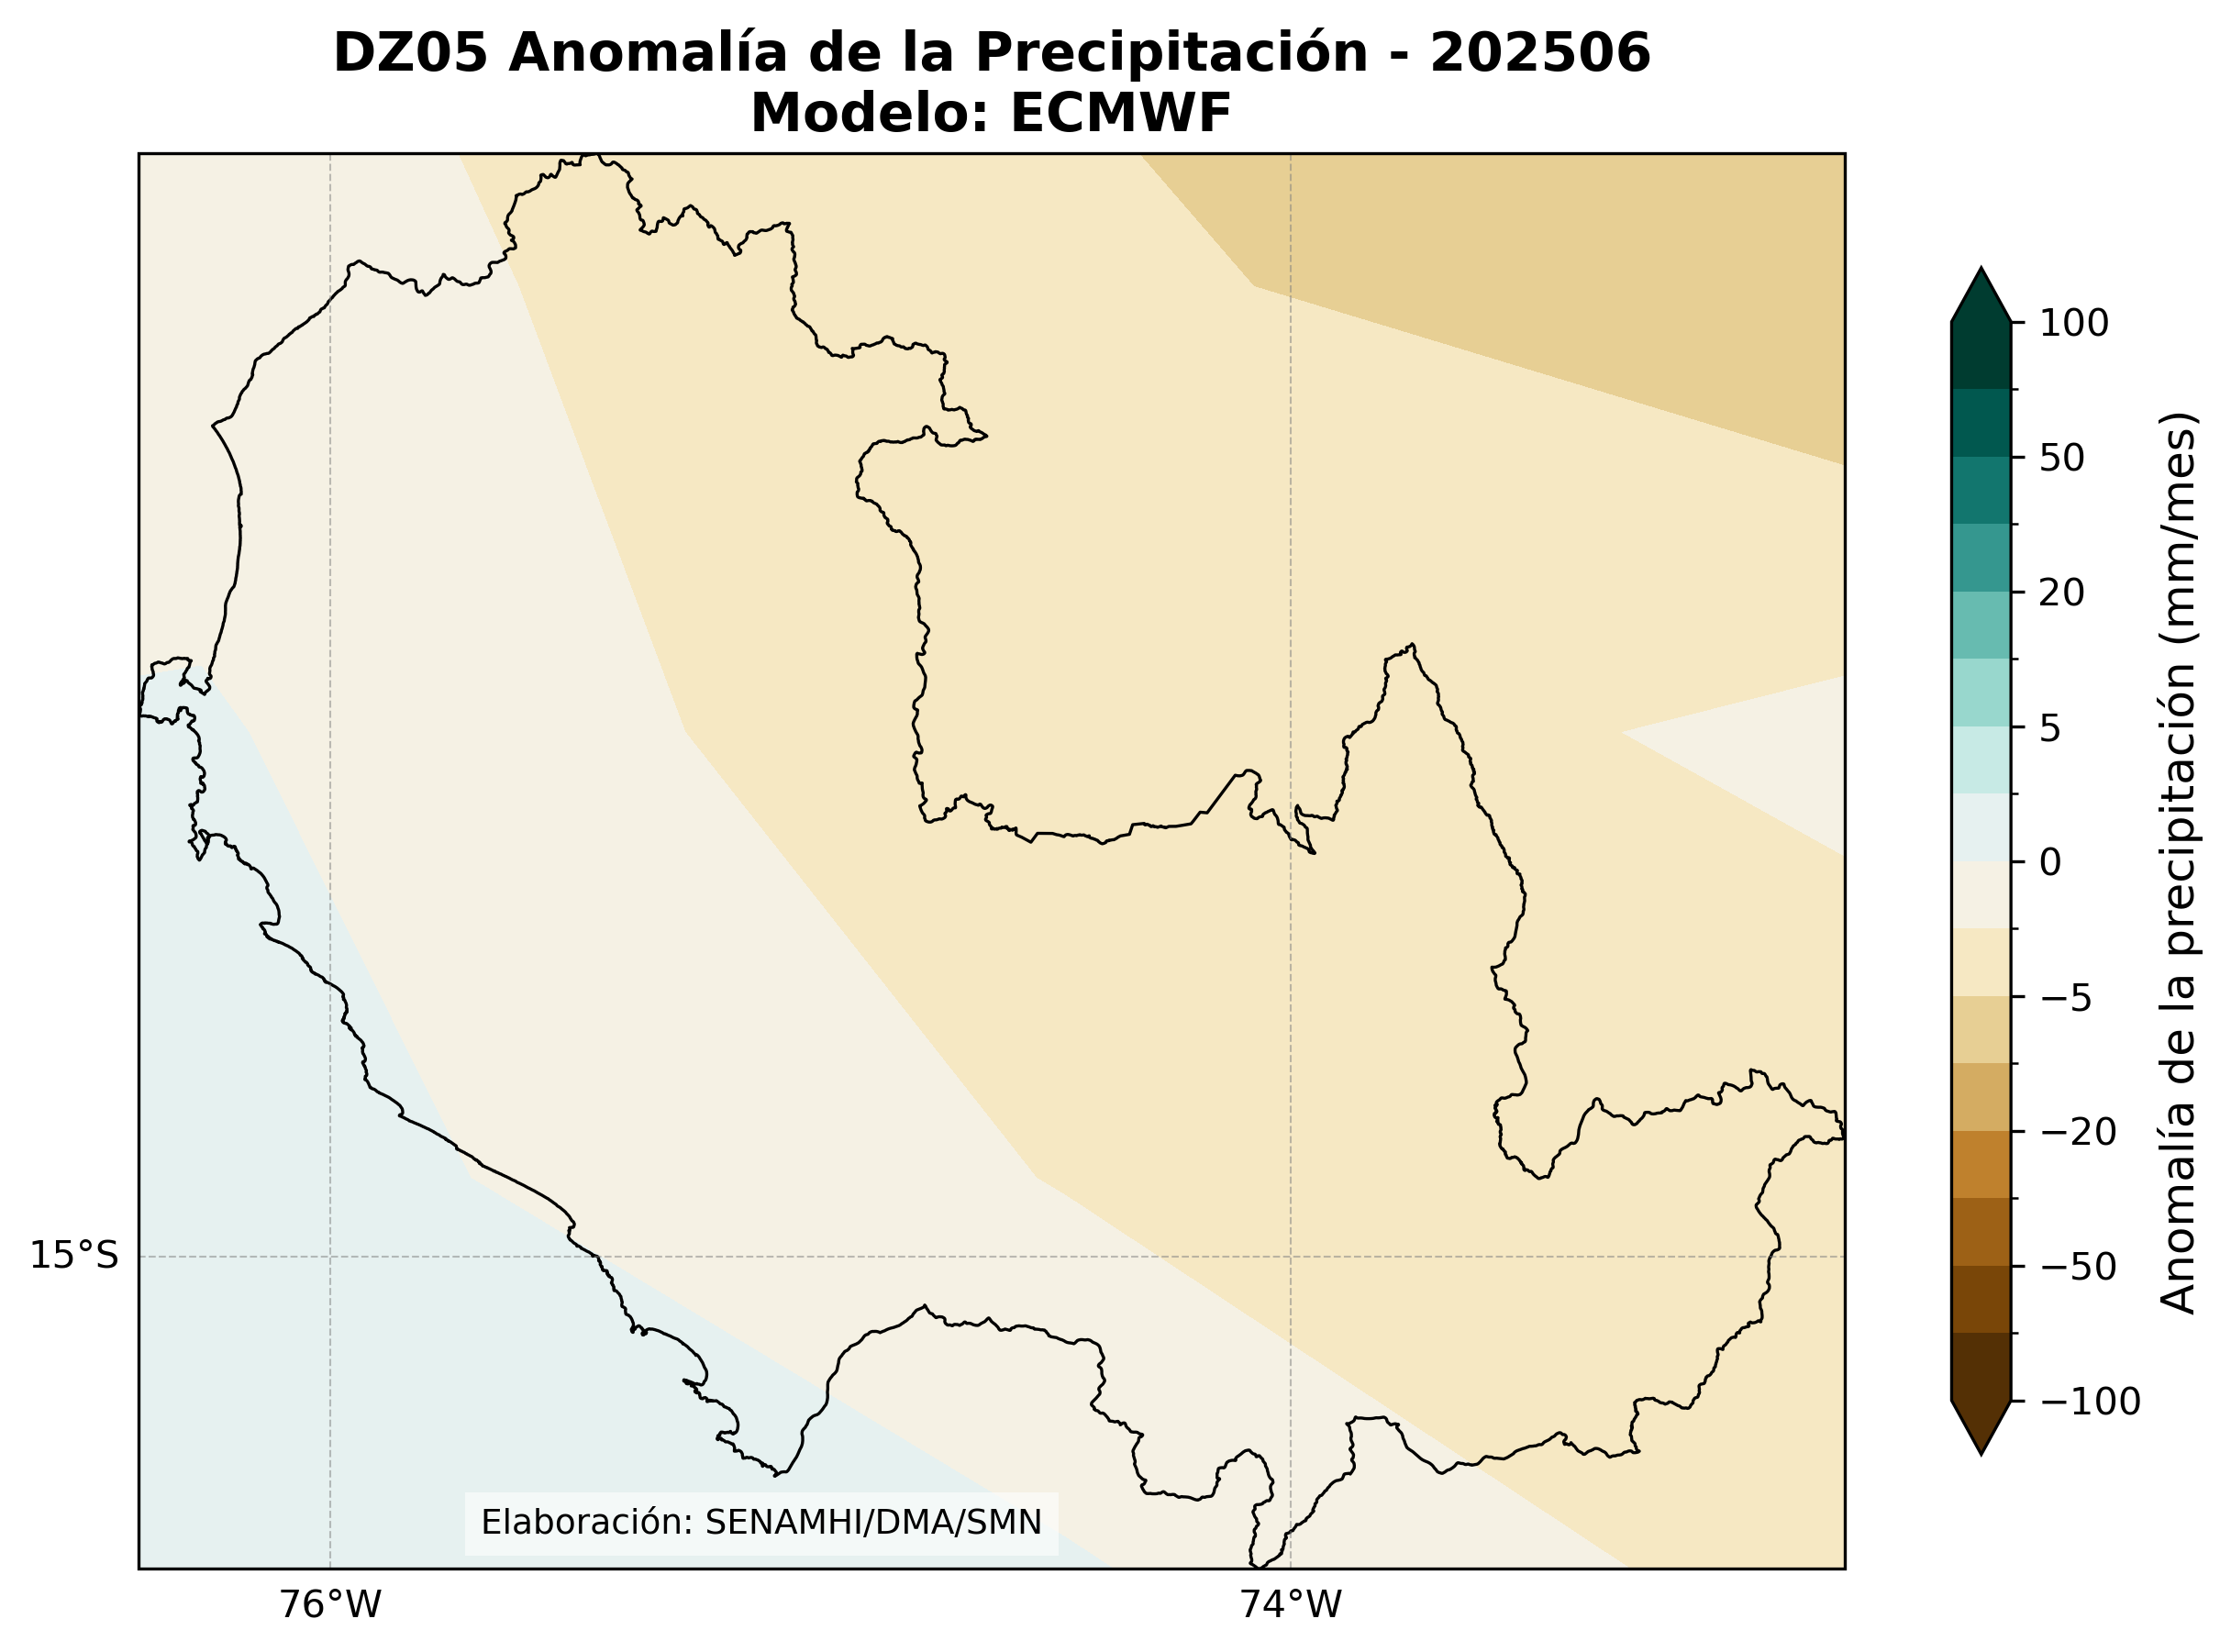 DZ05 Anomalía de la Precipitación - 202506
Modelo: ECMWF
100
50
20
5
0
−5
−20
−50
−100
Anomalía de la precipitación (mm/mes)
15°S
Elaboración: SENAMHI/DMA/SMN
76°W
74°W